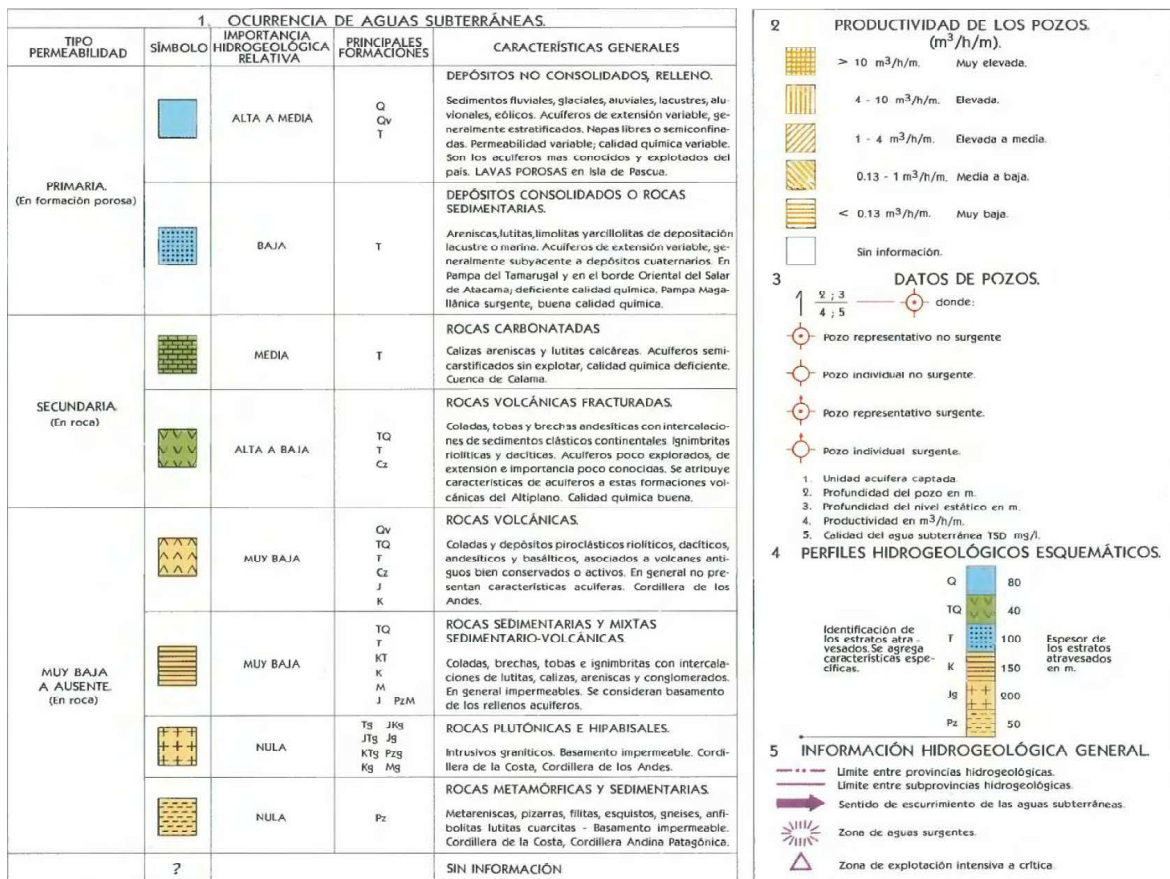 1. OCURRENCIA DE AGUAS SUBTERRÁNEAS.
TIPO
PERMEABILIDAD
SÍMBOLO
IMPORTANCIA
HIDROGEOLÓGICA
RELATIVA
PRINCIPALES
FORMACIONES
CARACTERÍSTICAS GENERALES
PRIMARIA.
(En formación porosa)
ALTA A MEDIA
Q
Qv
T
DEPÓSITOS NO CONSOLIDADOS, RELLENO.
Sedimentos fluviales, glaciales, aluviales, lacustres, alu-
vionales, eólicos. Acuíferos de extensión variable, ge-
neralmente estratificados. Napas libres o semiconfina-
das. Permeabilidad variable; calidad química variable.
Son los acuíferos mas conocidos y explotados del
país. LAVAS POROSAS en Isla de Pascua.
BAJA
T
DEPÓSITOS CONSOLIDADOS O ROCAS
SEDIMENTARIAS.
Areniscas,lutitas,limolitas yarcillolitas de depositación
lacustre o marina. Acuíferos de extensión variable, ge-
neralmente subyacente a depósitos cuaternarios. En
Pampa del Tamarugal y en el borde Oriental del Salar
de Atacama; deficiente calidad química. Pampa Maga-
llánica surgente, buena calidad química.
SECUNDARIA.
(En roca)
MEDIA
T
ROCAS CARBONATADAS
Calizas areniscas y lutitas calcáreas. Acuíferos semi-
carstificados sin explotar, calidad química deficiente.
Cuenca de Calama.
ALTA A BAJA
TQ
T
Cz
ROCAS VOLCÁNICAS FRACTURADAS.
Coladas, tobas y brechas andesíticas con intercalacio-
nes de sedimentos clásticos continentales. Ignimbritas
riolíticas y dacíticas. Acuíferos poco explorados, de
extensión e importancia poco conocidas. Se atribuye
características de acuíferos a estas formaciones vol-
cánicas del Altiplano. Calidad química buena.
MUY BAJA
A AUSENTE.
(En roca)
MUY BAJA
Qv
TQ
T
Cz
J
K
ROCAS VOLCÁNICAS.
Coladas y depósitos piroclásticos riolíticos, dacíticos,
andesíticos y basálticos, asociados a volcanes anti-
guos bien conservados o activos. En general no pre-
sentan características acuíferas. Cordillera de los
Andes.
MUY BAJA
TQ
T
KT
K
M
J PzM
ROCAS SEDIMENTARIAS Y MIXTAS
SEDIMENTARIO-VOLCÁNICAS
Coladas, brechas, tobas e ignimbritas con intercala-
ciones de lutitas, calizas, areniscas y conglomerados.
En general impermeables. Se consideran basamento
de los rellenos acuíferos.
NULA
Tg JKg
JTg Jg
KTg Pzg
Kg Mg
ROCAS PLUTÓNICAS E HIPABISALES.
Intrusivos graníticos. Basamento impermeable. Cordi-
llera de la Costa, Cordillera de los Andes.
NULA
Pz
ROCAS METAMÓRFICAS Y SEDIMENTARIAS.
Metareniscas, pizarras, filitas, esquistos, gneises, anfi-
bolitas lutitas cuarcitas - Basamento impermeable.
Cordillera de la Costa, Cordillera Andina Patagónica.
?
SIN INFORMACIÓN
2 PRODUCTIVIDAD DE LOS POZOS.
(m³/h/m).
> 10 m³/h/m. Muy elevada.
4 - 10 m³/h/m. Elevada.
1 - 4 m³/h/m. Elevada a media.
0.13 - 1 m³/h/m. Media a baja.
< 0.13 m³/h/m. Muy baja.
Sin información.
3 DATOS DE POZOS.
1 2 ; 3
4 ; 5
donde:
Pozo representativo no surgente
Pozo individual no surgente.
Pozo representativo surgente.
Pozo individual surgente.
1. Unidad acuífera captada
2. Profundidad del pozo en m.
3. Profundidad del nivel estático en m.
4. Productividad en m³/h/m.
5. Calidad del agua subterránea TSD mg/l.
4 PERFILES HIDROGEOLÓGICOS ESQUEMÁTICOS.
Identificación de
los estratos atra-
vesados. Se agrega
características espe-
cíficas.
Q 80
TQ 40
T 100
K 150
Jg 200
Pz 50
Espesor de
los estratos
atravesados
en m.
5 INFORMACIÓN HIDROGEOLÓGICA GENERAL.
Límite entre provincias hidrogeológicas.
Límite entre subprovincias hidrogeológicas.
Sentido de escurrimiento de las aguas subterráneas.
Zona de aguas surgentes.
Zona de explotación intensiva a crítica.